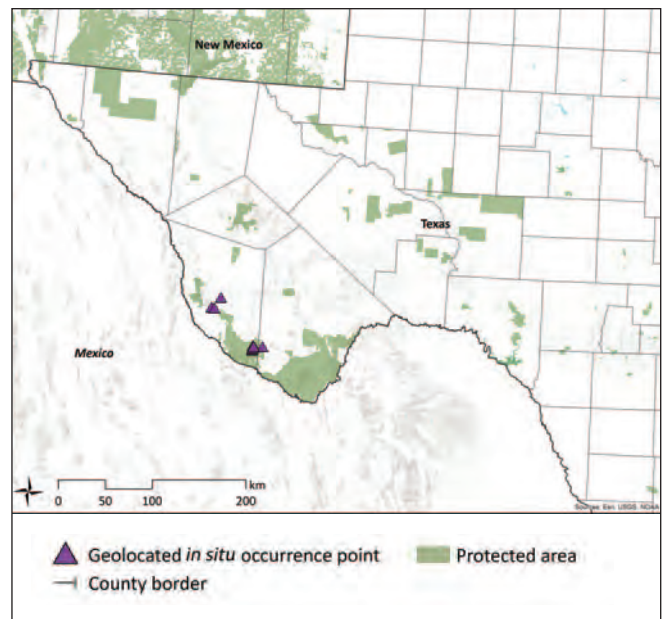 New Mexico
Texas
Mexico
km
0 50 100 200
Sources: Esri, USGS, NOAA
Geolocated in situ occurrence point
Protected area
County border